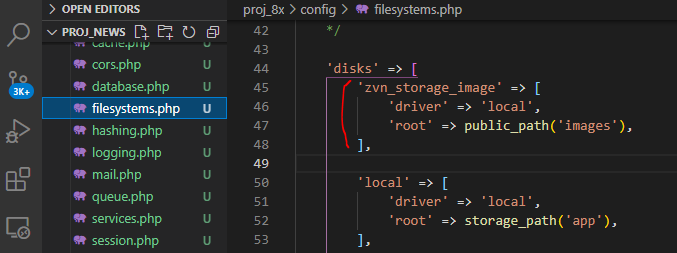 OPEN EDITORS
PROJ_NEWS
3K+
cache.php U
cors.php U
database.php U
filesystems.php U
hashing.php U
logging.php U
mail.php U
queue.php U
services.php U
session.php U
proj_8x > config > filesystems.php
42 */
43
44 'disks' => [
45 'zvn_storage_image' => [
46 'driver' => 'local',
47 'root' => public_path('images'),
48 ],
49
50 'local' => [
51 'driver' => 'local',
52 'root' => storage_path('app'),
53 ],